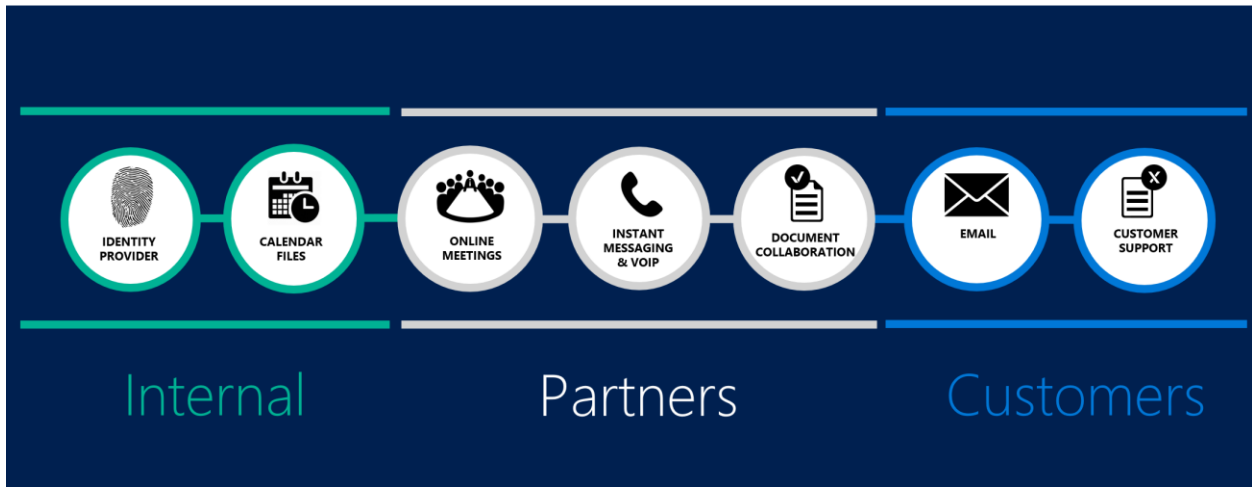 IDENTITY
PROVIDER
CALENDAR
FILES
ONLINE
MEETINGS
INSTANT
MESSAGING
& VOIP
DOCUMENT
COLLABORATION
EMAIL
CUSTOMER
SUPPORT
Internal
Partners
Customers